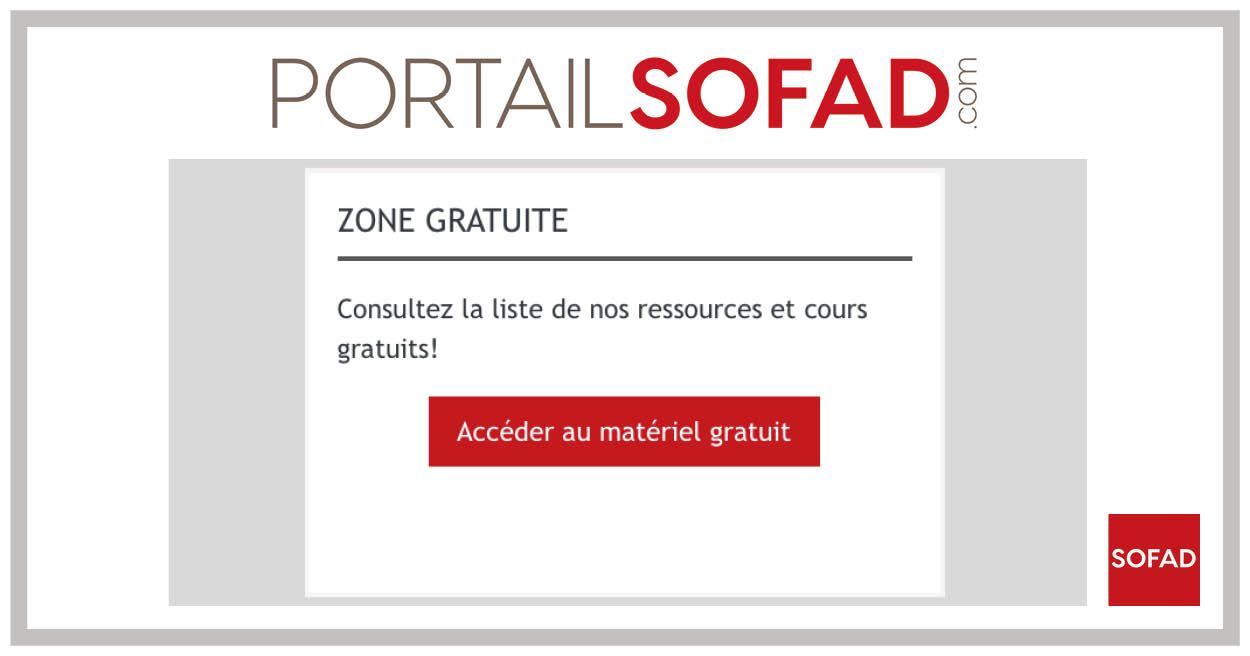 PORTAILSOFAD.com
ZONE GRATUITE
Consultez la liste de nos ressources et cours
gratuits!
Accéder au matériel gratuit
SOFAD